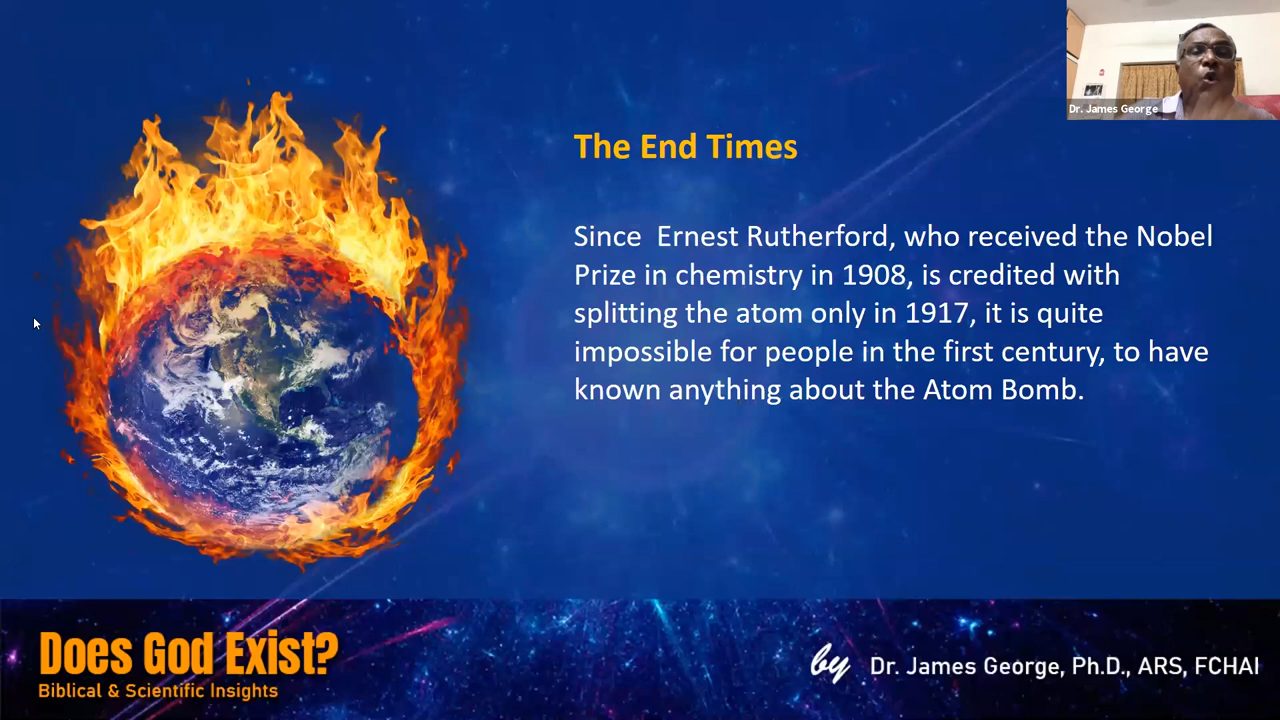 Dr. James George
The End Times
Since  Ernest Rutherford, who received the Nobel
Prize in chemistry in 1908, is credited with
splitting the atom only in 1917, it is quite
impossible for people in the first century, to have
known anything about the Atom Bomb.
Does God Exist?
Biblical & Scientific Insights
by Dr. James George, Ph.D., ARS, FCHAI